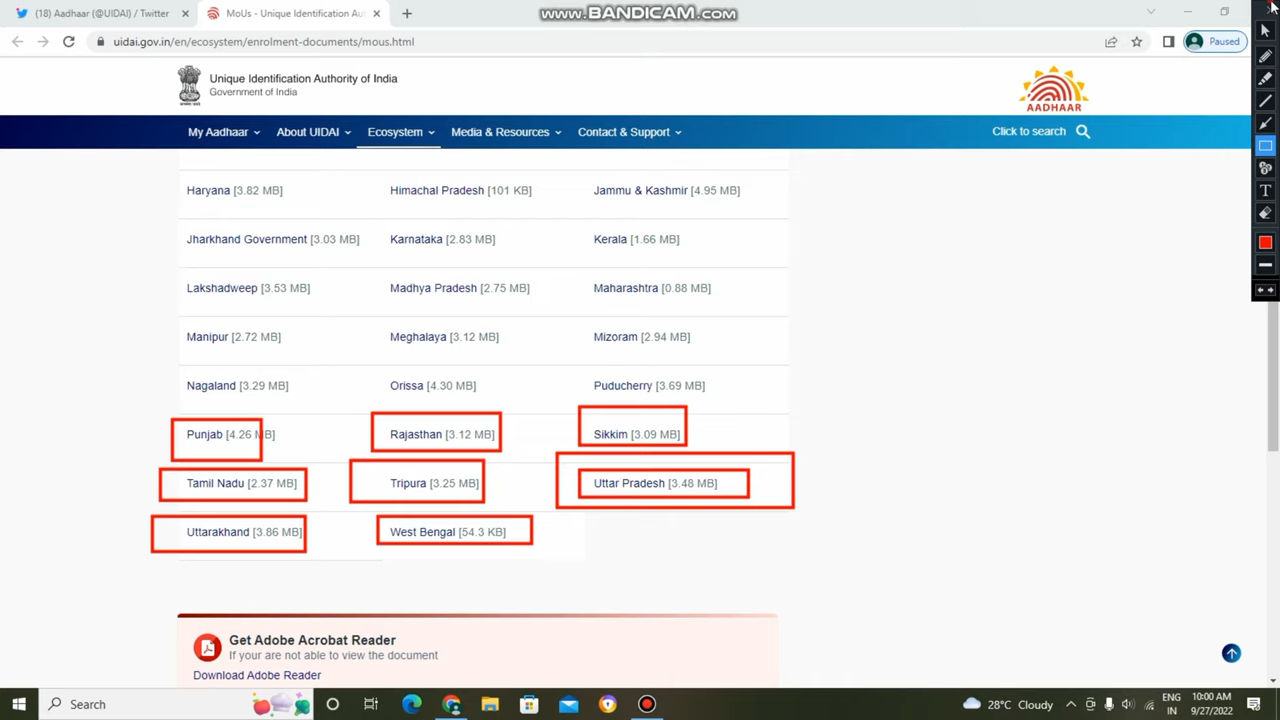 (18) Aadhaar (@UIDAI) / Twitter
MoUs - Unique Identification Aut
www.BANDICAM.com
uidai.gov.in/en/ecosystem/enrolment-documents/mous.html
Paused
Unique Identification Authority of India
Government of India
AADHAAR
My Aadhaar About UIDAI Ecosystem Media & Resources Contact & Support Click to search
Haryana [3.82 MB] Himachal Pradesh [101 KB] Jammu & Kashmir [4.95 MB]
Jharkhand Government [3.03 MB] Karnataka [2.83 MB] Kerala [1.66 MB]
Lakshadweep [3.53 MB] Madhya Pradesh [2.75 MB] Maharashtra [0.88 MB]
Manipur [2.72 MB] Meghalaya [3.12 MB] Mizoram [2.94 MB]
Nagaland [3.29 MB] Orissa [4.30 MB] Puducherry [3.69 MB]
Punjab [4.26 MB] Rajasthan [3.12 MB] Sikkim [3.09 MB]
Tamil Nadu [2.37 MB] Tripura [3.25 MB] Uttar Pradesh [3.48 MB]
Uttarakhand [3.86 MB] West Bengal [54.3 KB]
Get Adobe Acrobat Reader
If your are not able to view the document
Download Adobe Reader
Search
28°C Cloudy
ENG
IN
10:00 AM
9/27/2022